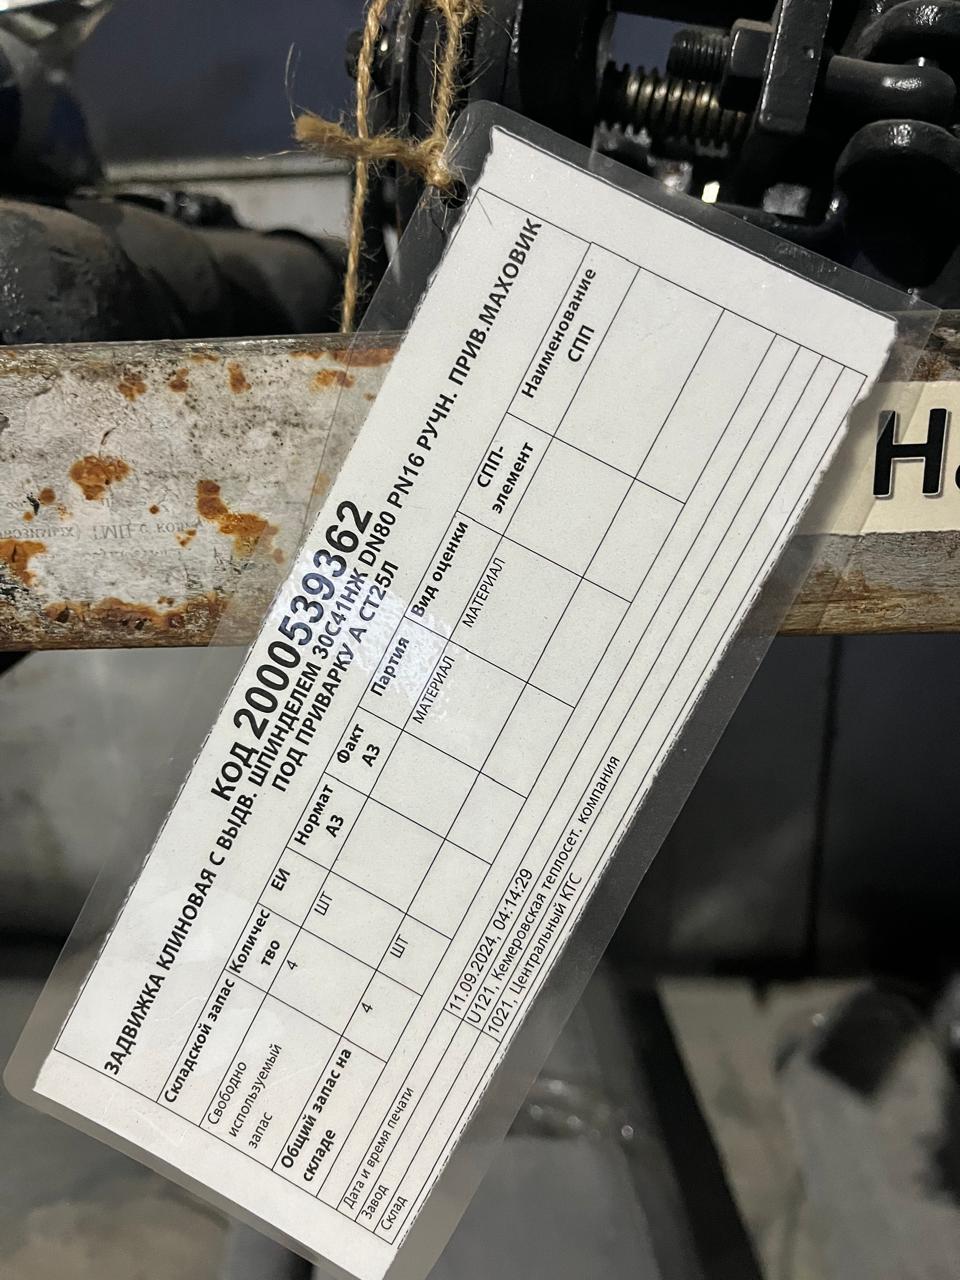 КОД 2000539362
ЗАДВИЖКА КЛИНОВАЯ С ВЫДВ. ШПИНДЕЛЕМ 30С41НЖ DN80 PN16 РУЧН. ПРИВ.МАХОВИК
ПОД ПРИВАРКУ А СТ25Л
Складской запас Количес тво ЕИ Нормат АЗ Факт АЗ Партия Вид оценки СПП- элемент Наименование СПП
Свободно используемый запас 4 ШТ МАТЕРИАЛ МАТЕРИАЛ
Общий запас на складе 4 ШТ
Дата и время печати 11.09.2024, 04:14:29
Завод U121, Кемеровская теплосет. компания
Склад 1021, Центральный КТС
Н